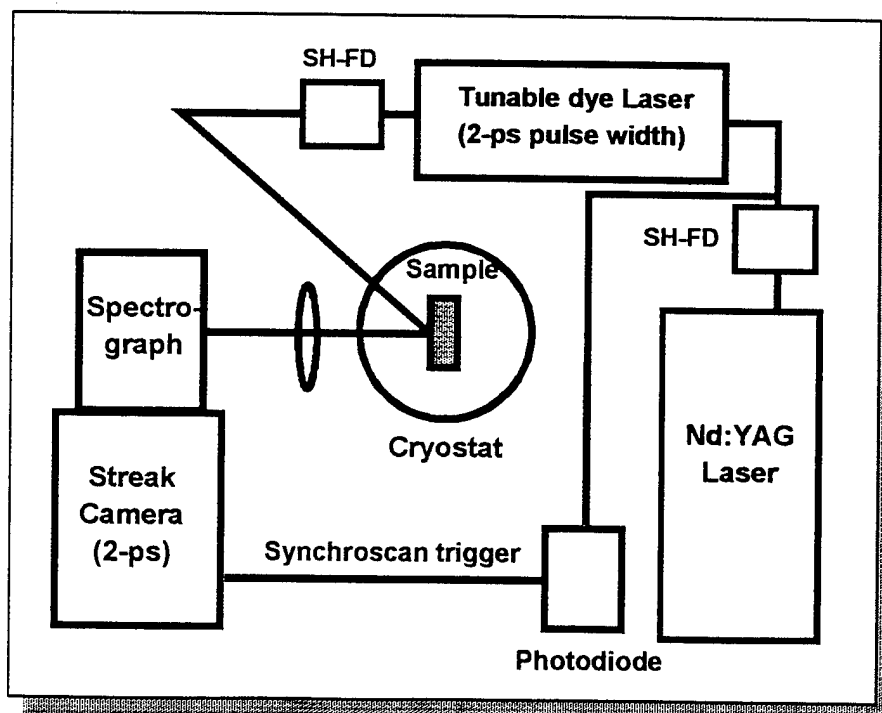 SH-FD
Tunable dye Laser
(2-ps pulse width)
SH-FD
Sample
Spectro-
graph
Cryostat
Nd:YAG
Laser
Streak
Camera
(2-ps)
Synchroscan trigger
Photodiode